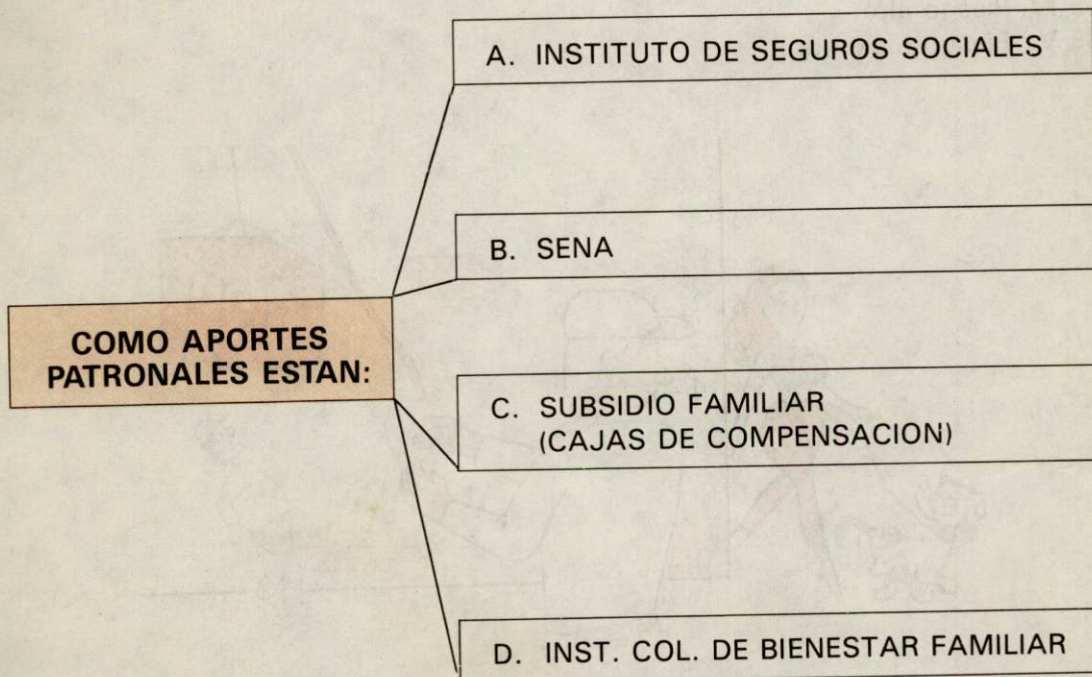 A. INSTITUTO DE SEGUROS SOCIALES
B. SENA
COMO APORTES
PATRONALES ESTAN:
C. SUBSIDIO FAMILIAR
(CAJAS DE COMPENSACION)
D. INST. COL. DE BIENESTAR FAMILIAR